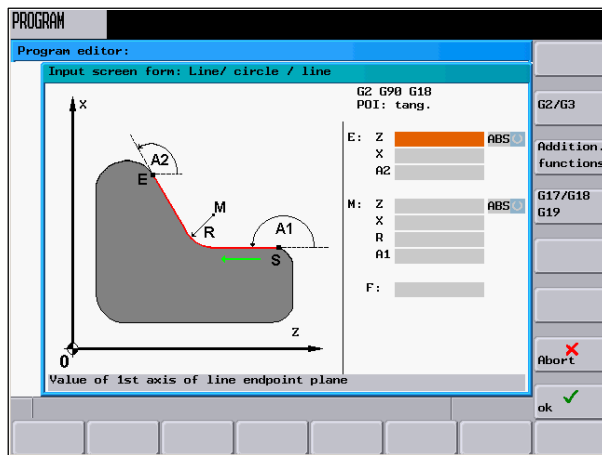 PROGRAM
Program editor:
Input screen form: Line/ circle / line
G2 G90 G18
POI: tang.
G2/G3
Addition.
functions
G17/G18
G19
Abort
ok
E: Z ABS
X
A2
M: Z ABS
X
R
A1
F:
X
A2
E
M
R
A1
S
Z
0
Value of 1st axis of line endpoint plane